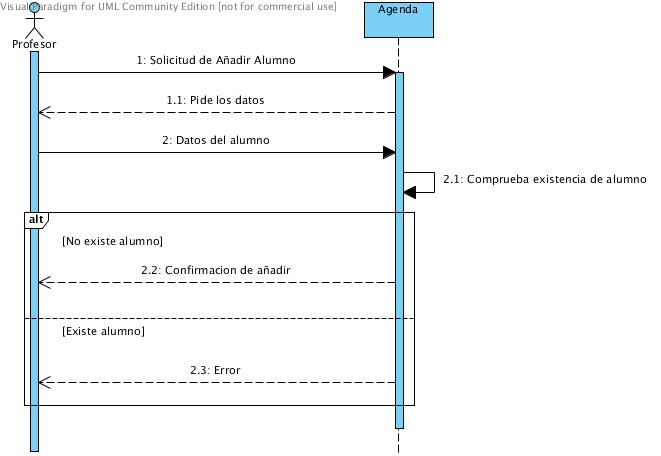 Visual Paradigm for UML Community Edition [not for commercial use]
Agenda
Profesor
1: Solicitud de Añadir Alumno
1.1: Pide los datos
2: Datos del alumno
2.1: Comprueba existencia de alumno
alt
[No existe alumno]
2.2: Confirmacion de añadir
[Existe alumno]
2.3: Error